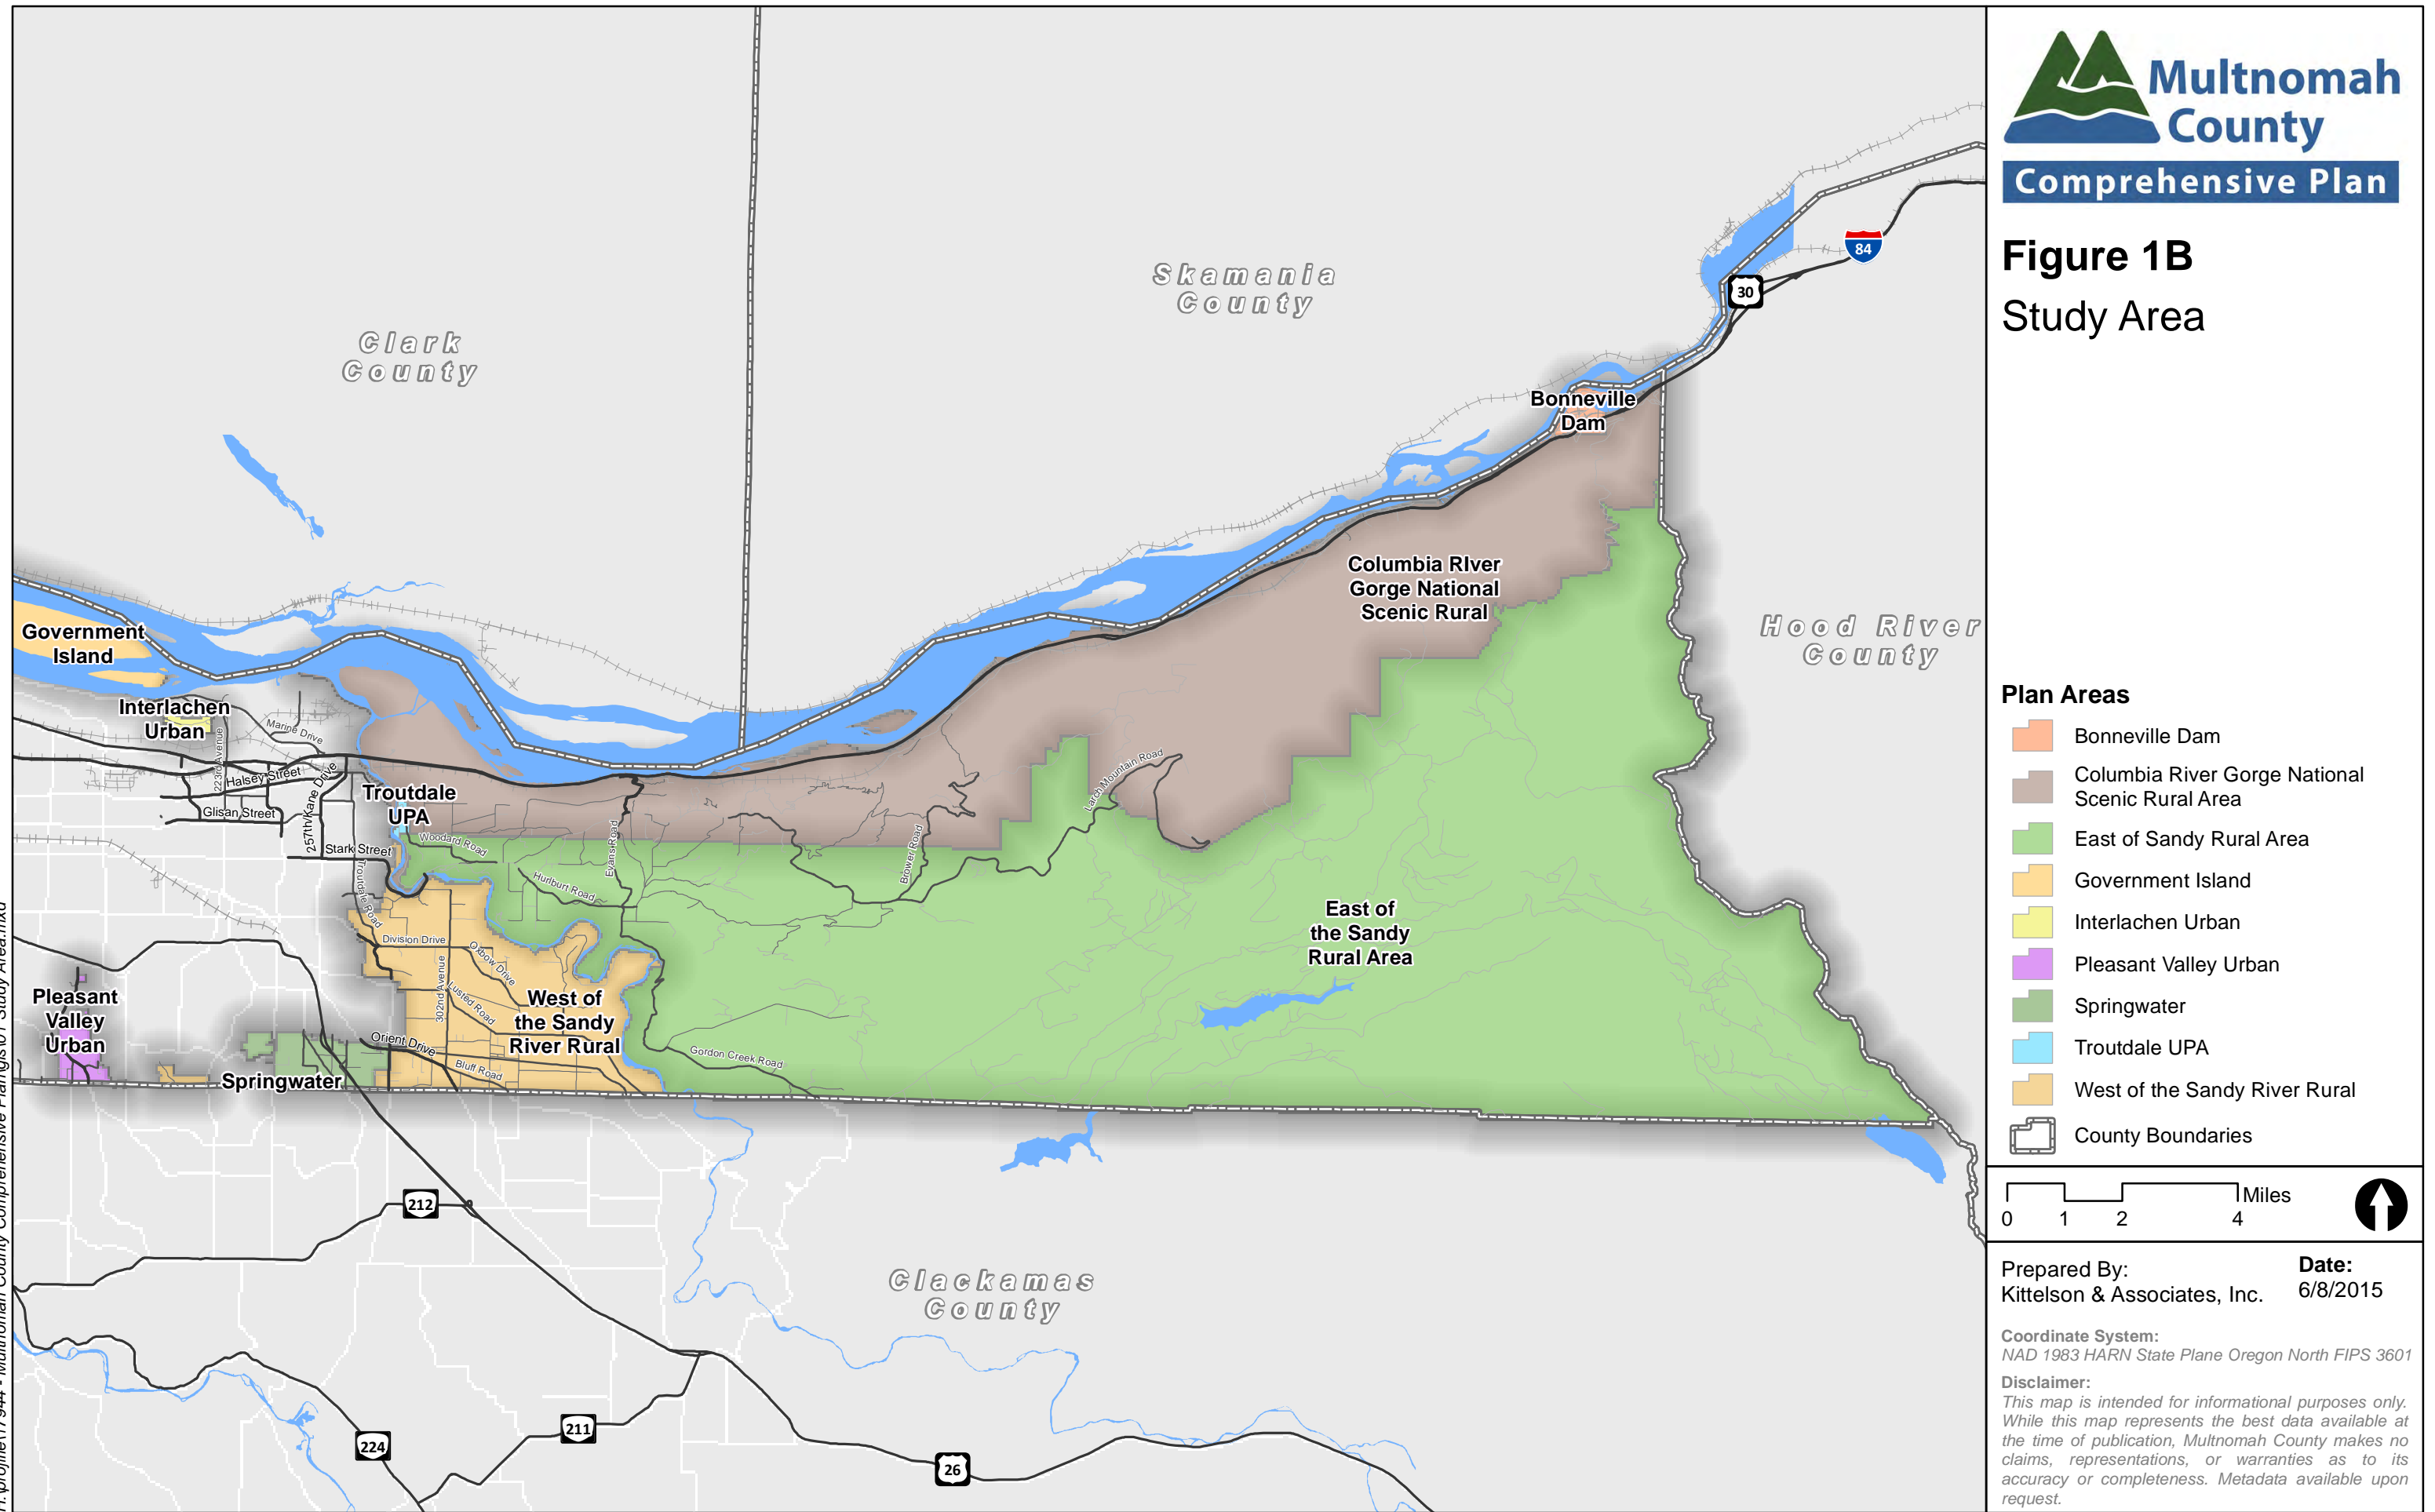 Clark
County
Skamania
County
Hood River
County
Clackamas
County
84
30
Bonneville
Dam
Columbia RIver
Gorge National
Scenic Rural
Government
Island
Interlachen
Urban
Marine Drive
223rd Avenue
Halsey Street
Glisan Street
257th/Kane Drive
Troutdale
UPA
Stark Street
Troutdale Road
Woodard Road
Hurlburt Road
Evans Road
Brower Road
Larch Mountain Road
East of
the Sandy
Rural Area
Division Drive
Oxbow Drive
302nd Avenue
Lusted Road
West of
the Sandy
River Rural
Pleasant
Valley
Urban
Springwater
Orient Drive
Bluff Road
Gordon Creek Road
212
211
224
26
Multnomah
County
Comprehensive Plan
Figure 1B
Study Area
Plan Areas
Bonneville Dam
Columbia River Gorge National
Scenic Rural Area
East of Sandy Rural Area
Government Island
Interlachen Urban
Pleasant Valley Urban
Springwater
Troutdale UPA
West of the Sandy River Rural
County Boundaries
Miles
0 1 2 4
Prepared By:
Kittelson & Associates, Inc.
Date:
6/8/2015
Coordinate System:
NAD 1983 HARN State Plane Oregon North FIPS 3601
Disclaimer:
This map is intended for informational purposes only.
While this map represents the best data available at
the time of publication, Multnomah County makes no
claims, representations, or warranties as to its
accuracy or completeness. Metadata available upon
request.